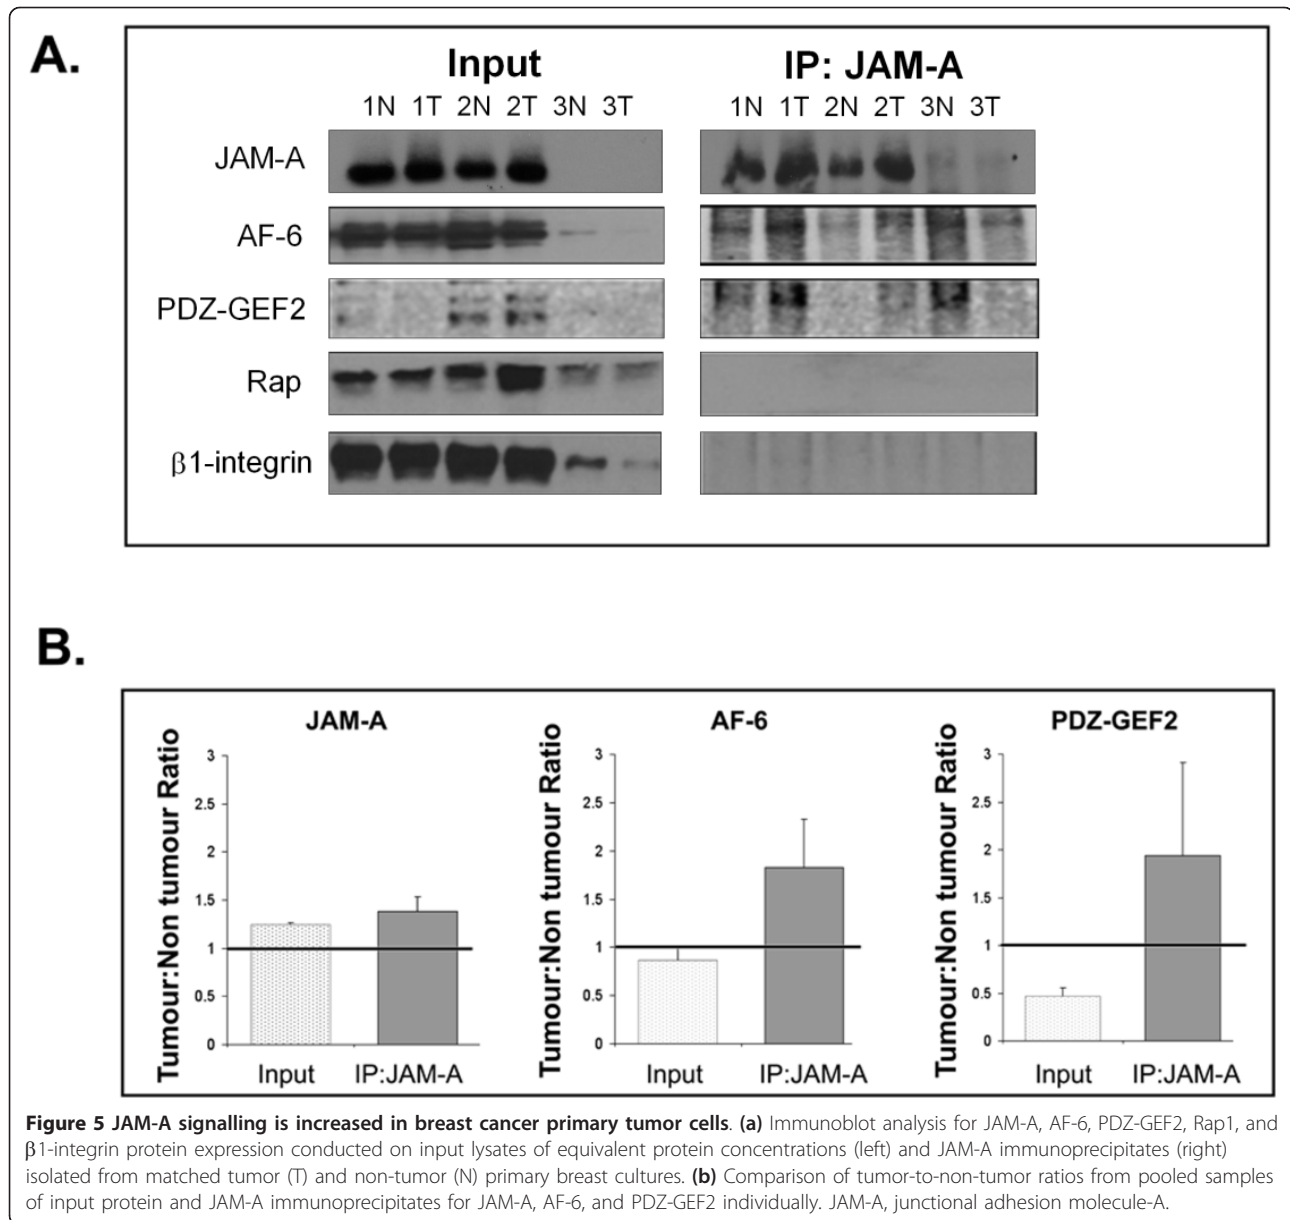 A.
Input
IP: JAM-A
1N 1T 2N 2T 3N 3T
1N 1T 2N 2T 3N 3T
JAM-A
AF-6
PDZ-GEF2
Rap
β1-integrin
B.
JAM-A
Tumour:Non tumour Ratio
3
2.5
2
1.5
1
0.5
0
Input IP:JAM-A
AF-6
Tumour:Non tumour Ratio
3
2.5
2
1.5
1
0.5
0
Input IP:JAM-A
PDZ-GEF2
Tumour:Non tumour Ratio
3
2.5
2
1.5
1
0.5
0
Input IP:JAM-A
Figure 5 JAM-A signalling is increased in breast cancer primary tumor cells. (a) Immunoblot analysis for JAM-A, AF-6, PDZ-GEF2, Rap1, and
β1-integrin protein expression conducted on input lysates of equivalent protein concentrations (left) and JAM-A immunoprecipitates (right)
isolated from matched tumor (T) and non-tumor (N) primary breast cultures. (b) Comparison of tumor-to-non-tumor ratios from pooled samples
of input protein and JAM-A immunoprecipitates for JAM-A, AF-6, and PDZ-GEF2 individually. JAM-A, junctional adhesion molecule-A.